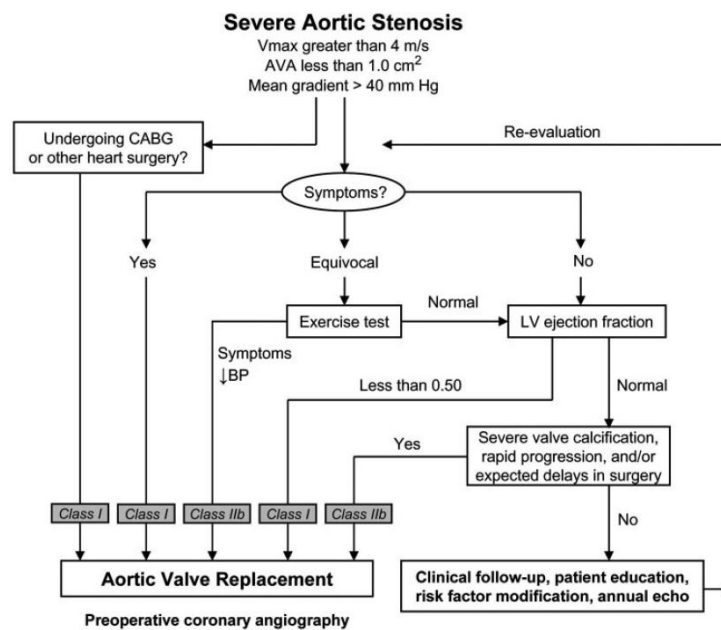 Severe Aortic Stenosis
Vmax greater than 4 m/s
AVA less than 1.0 cm²
Mean gradient > 40 mm Hg
Undergoing CABG
or other heart surgery?
Re-evaluation
Symptoms?
Yes
Equivocal
No
Exercise test
Normal
LV ejection fraction
Symptoms
↓BP
Less than 0.50
Normal
Yes
Severe valve calcification,
rapid progression, and/or
expected delays in surgery
Class I
Class I
Class IIb
Class I
Class IIb
No
Aortic Valve Replacement
Clinical follow-up, patient education,
risk factor modification, annual echo
Preoperative coronary angiography